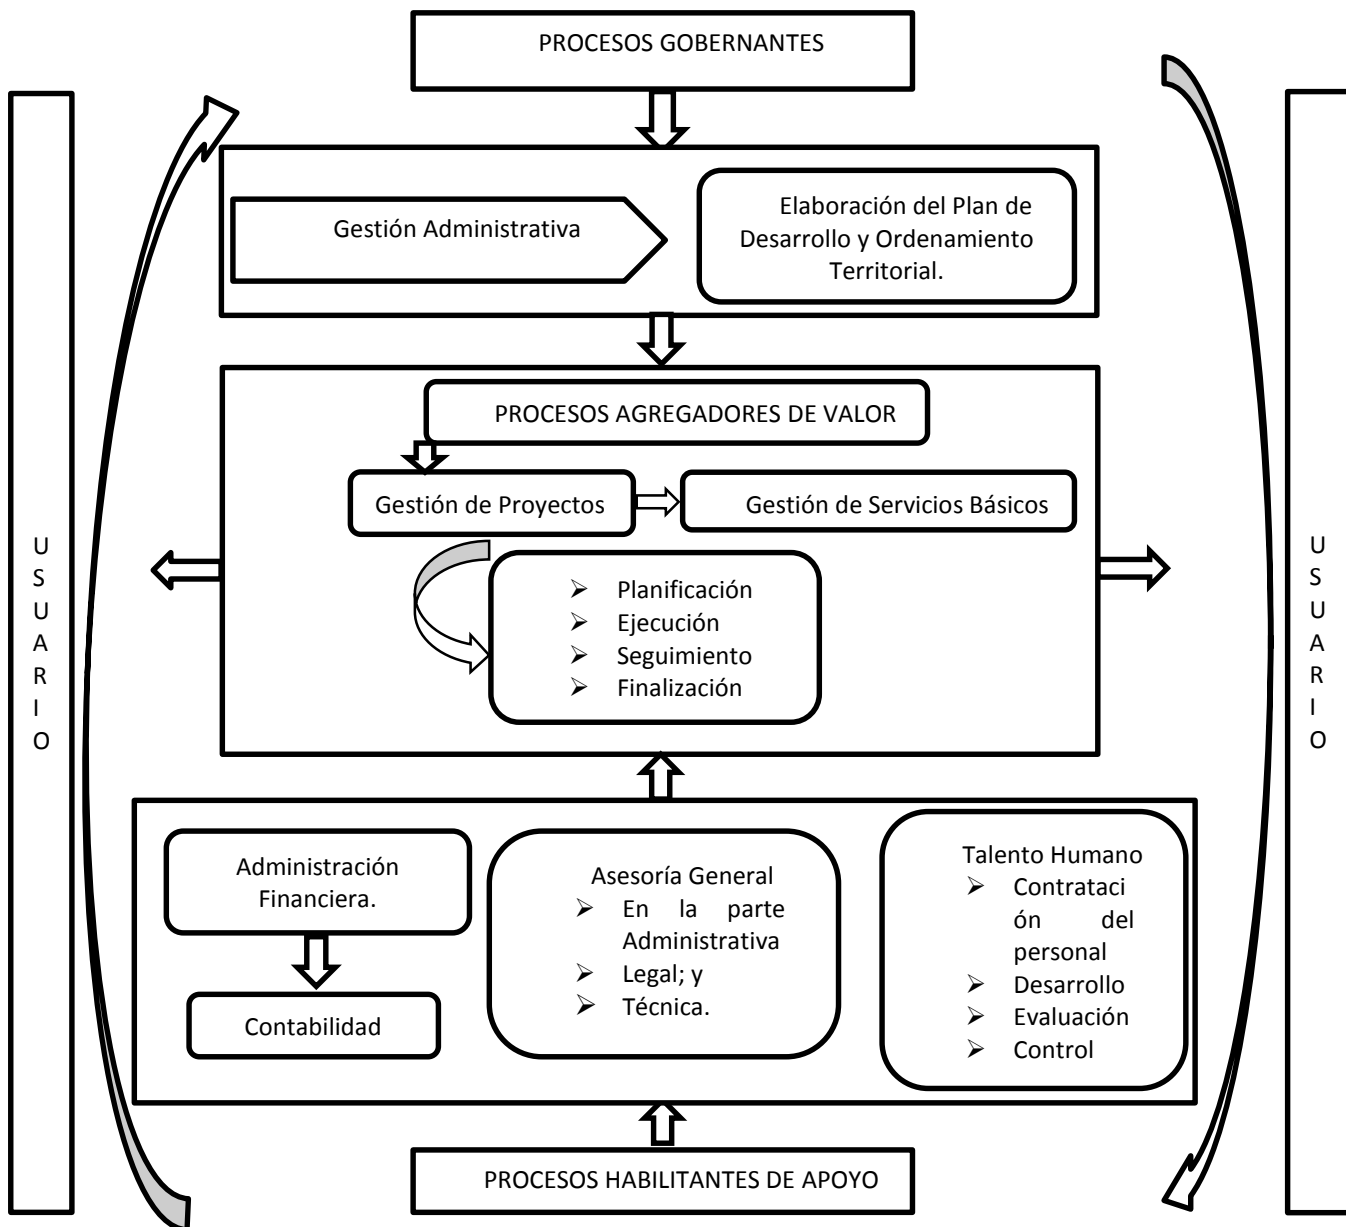 PROCESOS GOBERNANTES
Gestión Administrativa
Elaboración del Plan de
Desarrollo y Ordenamiento
Territorial.
PROCESOS AGREGADORES DE VALOR
Gestión de Proyectos
Gestión de Servicios Básicos
➢ Planificación
➢ Ejecución
➢ Seguimiento
➢ Finalización
U
S
U
A
R
I
O
U
S
U
A
R
I
O
Administración
Financiera.
Contabilidad
Asesoría General
➢ En la parte
Administrativa
➢ Legal; y
➢ Técnica.
Talento Humano
➢ Contrataci
ón del
personal
➢ Desarrollo
➢ Evaluación
➢ Control
PROCESOS HABILITANTES DE APOYO